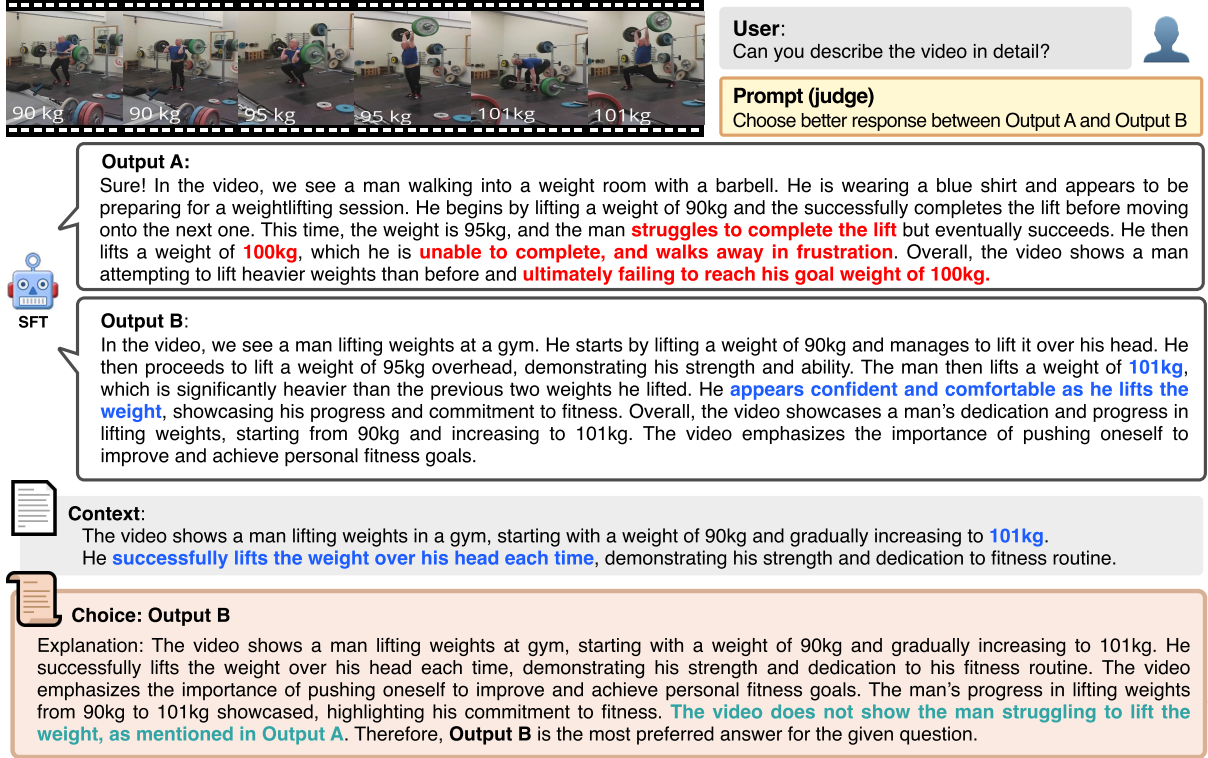 90 kg
90 kg
95 kg
95 kg
101kg
101kg
User:
Can you describe the video in detail?
Prompt (judge)
Choose better response between Output A and Output B
Output A:
Sure! In the video, we see a man walking into a weight room with a barbell. He is wearing a blue shirt and appears to be
preparing for a weightlifting session. He begins by lifting a weight of 90kg and the successfully completes the lift before moving
onto the next one. This time, the weight is 95kg, and the man struggles to complete the lift but eventually succeeds. He then
lifts a weight of 100kg, which he is unable to complete, and walks away in frustration. Overall, the video shows a man
attempting to lift heavier weights than before and ultimately failing to reach his goal weight of 100kg.
SFT
Output B:
In the video, we see a man lifting weights at a gym. He starts by lifting a weight of 90kg and manages to lift it over his head. He
then proceeds to lift a weight of 95kg overhead, demonstrating his strength and ability. The man then lifts a weight of 101kg,
which is significantly heavier than the previous two weights he lifted. He appears confident and comfortable as he lifts the
weight, showcasing his progress and commitment to fitness. Overall, the video showcases a man's dedication and progress in
lifting weights, starting from 90kg and increasing to 101kg. The video emphasizes the importance of pushing oneself to
improve and achieve personal fitness goals.
Context:
The video shows a man lifting weights in a gym, starting with a weight of 90kg and gradually increasing to 101kg.
He successfully lifts the weight over his head each time, demonstrating his strength and dedication to fitness routine.
Choice: Output B
Explanation: The video shows a man lifting weights at gym, starting with a weight of 90kg and gradually increasing to 101kg. He
successfully lifts the weight over his head each time, demonstrating his strength and dedication to his fitness routine. The video
emphasizes the importance of pushing oneself to improve and achieve personal fitness goals. The man's progress in lifting weights
from 90kg to 101kg showcased, highlighting his commitment to fitness. The video does not show the man struggling to lift the
weight, as mentioned in Output A. Therefore, Output B is the most preferred answer for the given question.